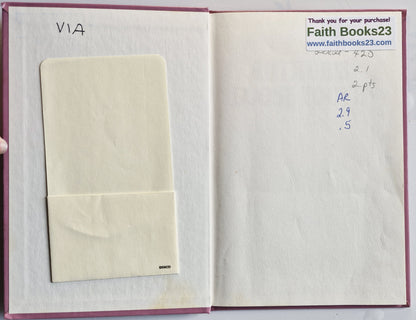 VIA
Thank you for your purchase!
Faith Books23
www.faithbooks23.com
425
2.1
2 pts
AR
2.9
.5